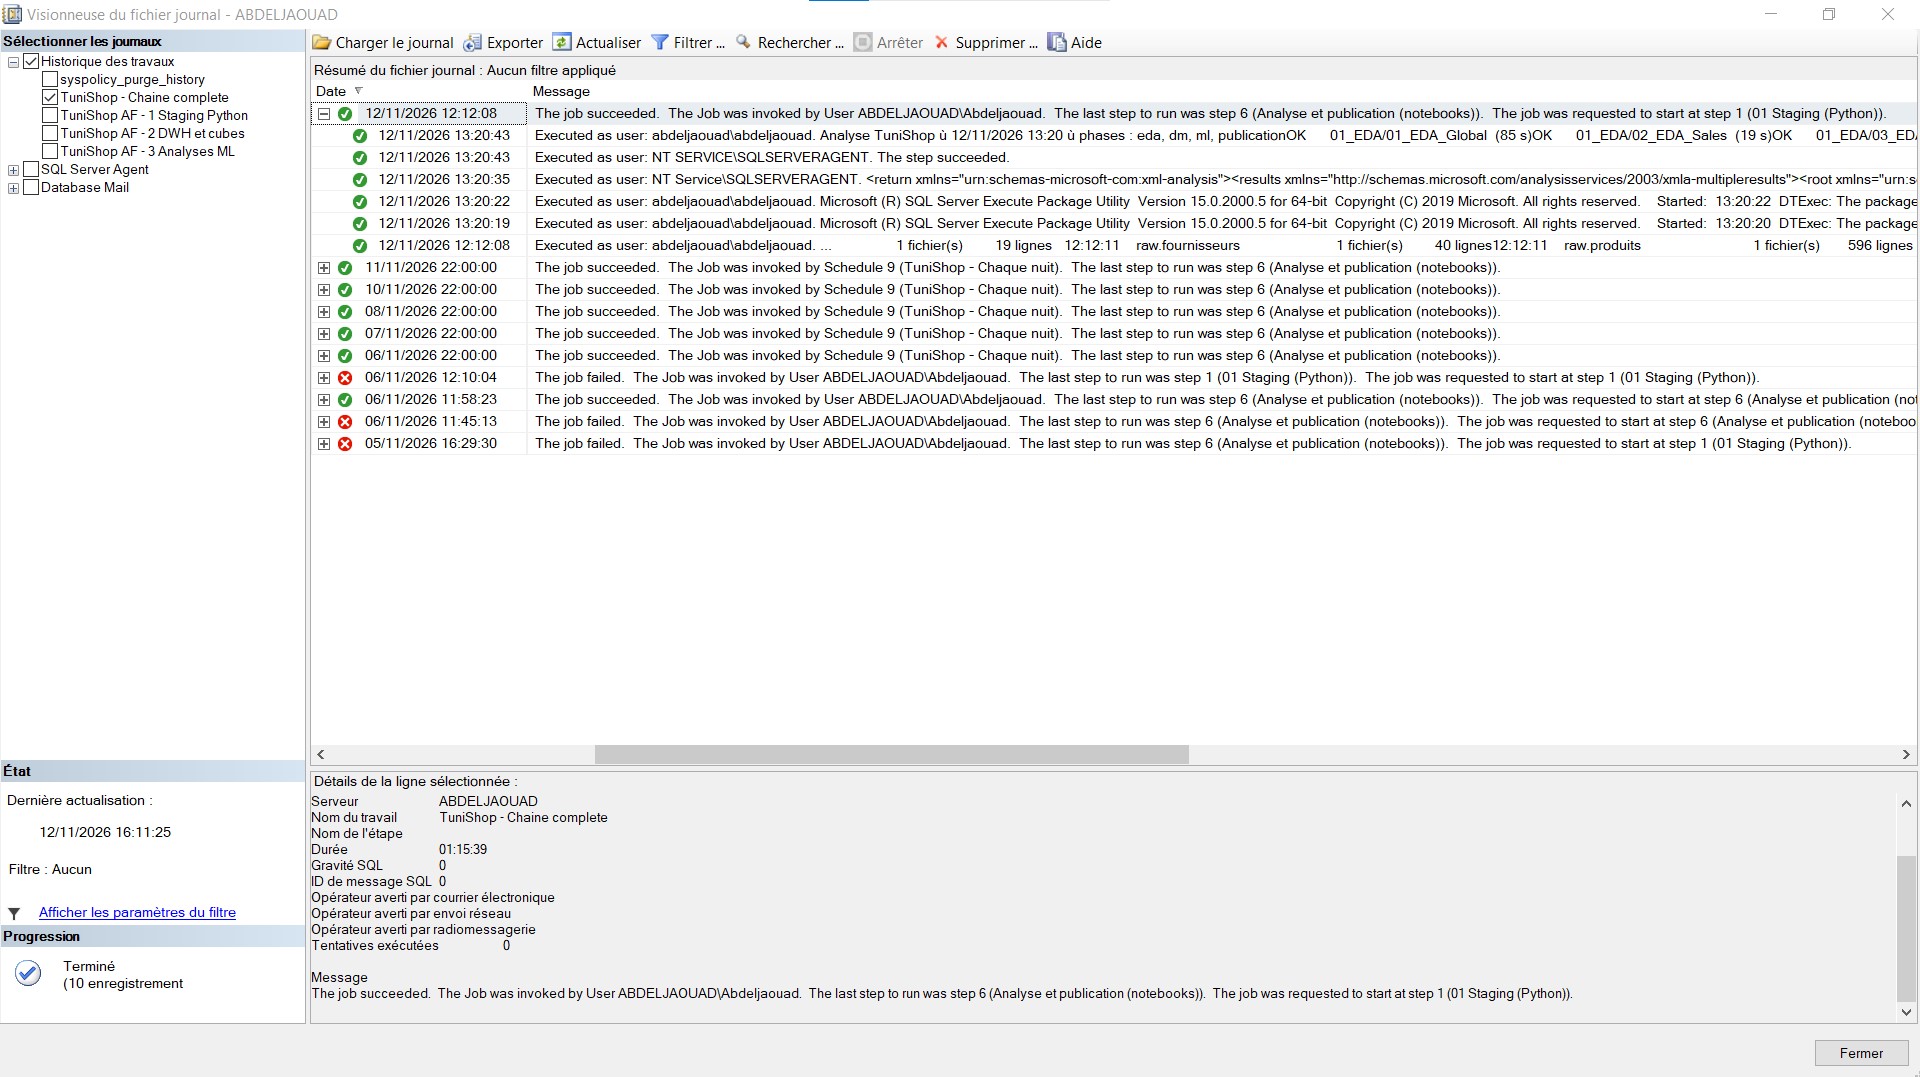 Visionneuse du fichier journal - ABDELJAOUAD
Sélectionner les journaux
Historique des travaux
syspolicy_purge_history
TuniShop - Chaine complete
TuniShop AF - 1 Staging Python
TuniShop AF - 2 DWH et cubes
TuniShop AF - 3 Analyses ML
SQL Server Agent
Database Mail
Charger le journal Exporter Actualiser Filtrer ... Rechercher ... Arrêter Supprimer ... Aide
Résumé du fichier journal : Aucun filtre appliqué
Date Message
12/11/2026 12:12:08 The job succeeded. The Job was invoked by User ABDELJAOUAD\Abdeljaouad. The last step to run was step 6 (Analyse et publication (notebooks)). The job was requested to start at step 1 (01 Staging (Python)).
12/11/2026 13:20:43 Executed as user: abdeljaouad\abdeljaouad. Analyse TuniShop ù 12/11/2026 13:20 ù phases : eda, dm, ml, publicationOK 01_EDA/01_EDA_Global (85 s)OK 01_EDA/02_EDA_Sales (19 s)OK 01_EDA/03_EDA
12/11/2026 13:20:43 Executed as user: NT SERVICE\SQLSERVERAGENT. The step succeeded.
12/11/2026 13:20:35 Executed as user: NT Service\SQLSERVERAGENT. <return xmlns="urn:schemas-microsoft-com:xml-analysis"><results xmlns="http://schemas.microsoft.com/analysisservices/2003/xmla-multipleresults"><root xmlns="urn:s
12/11/2026 13:20:22 Executed as user: abdeljaouad\abdeljaouad. Microsoft (R) SQL Server Execute Package Utility Version 15.0.2000.5 for 64-bit Copyright (C) 2019 Microsoft. All rights reserved. Started: 13:20:22 DTExec: The package
12/11/2026 13:20:19 Executed as user: abdeljaouad\abdeljaouad. Microsoft (R) SQL Server Execute Package Utility Version 15.0.2000.5 for 64-bit Copyright (C) 2019 Microsoft. All rights reserved. Started: 13:20:20 DTExec: The package
12/11/2026 12:12:08 Executed as user: abdeljaouad\abdeljaouad. ... 1 fichier(s) 19 lignes 12:12:11 raw.fournisseurs 1 fichier(s) 40 lignes12:12:11 raw.produits 1 fichier(s) 596 lignes
11/11/2026 22:00:00 The job succeeded. The Job was invoked by Schedule 9 (TuniShop - Chaque nuit). The last step to run was step 6 (Analyse et publication (notebooks)).
10/11/2026 22:00:00 The job succeeded. The Job was invoked by Schedule 9 (TuniShop - Chaque nuit). The last step to run was step 6 (Analyse et publication (notebooks)).
08/11/2026 22:00:00 The job succeeded. The Job was invoked by Schedule 9 (TuniShop - Chaque nuit). The last step to run was step 6 (Analyse et publication (notebooks)).
07/11/2026 22:00:00 The job succeeded. The Job was invoked by Schedule 9 (TuniShop - Chaque nuit). The last step to run was step 6 (Analyse et publication (notebooks)).
06/11/2026 22:00:00 The job succeeded. The Job was invoked by Schedule 9 (TuniShop - Chaque nuit). The last step to run was step 6 (Analyse et publication (notebooks)).
06/11/2026 12:10:04 The job failed. The Job was invoked by User ABDELJAOUAD\Abdeljaouad. The last step to run was step 1 (01 Staging (Python)). The job was requested to start at step 1 (01 Staging (Python)).
06/11/2026 11:58:23 The job succeeded. The Job was invoked by User ABDELJAOUAD\Abdeljaouad. The last step to run was step 6 (Analyse et publication (notebooks)). The job was requested to start at step 6 (Analyse et publication (not
06/11/2026 11:45:13 The job failed. The Job was invoked by User ABDELJAOUAD\Abdeljaouad. The last step to run was step 6 (Analyse et publication (notebooks)). The job was requested to start at step 6 (Analyse et publication (noteboo
05/11/2026 16:29:30 The job failed. The Job was invoked by User ABDELJAOUAD\Abdeljaouad. The last step to run was step 6 (Analyse et publication (notebooks)). The job was requested to start at step 1 (01 Staging (Python)).
État
Dernière actualisation :
12/11/2026 16:11:25
Filtre : Aucun
Afficher les paramètres du filtre
Progression
Terminé
(10 enregistrement
Détails de la ligne sélectionnée :
Serveur ABDELJAOUAD
Nom du travail TuniShop - Chaine complete
Nom de l'étape
Durée 01:15:39
Gravité SQL 0
ID de message SQL 0
Opérateur averti par courrier électronique
Opérateur averti par envoi réseau
Opérateur averti par radiomessagerie
Tentatives exécutées 0
Message
The job succeeded. The Job was invoked by User ABDELJAOUAD\Abdeljaouad. The last step to run was step 6 (Analyse et publication (notebooks)). The job was requested to start at step 1 (01 Staging (Python)).
Fermer